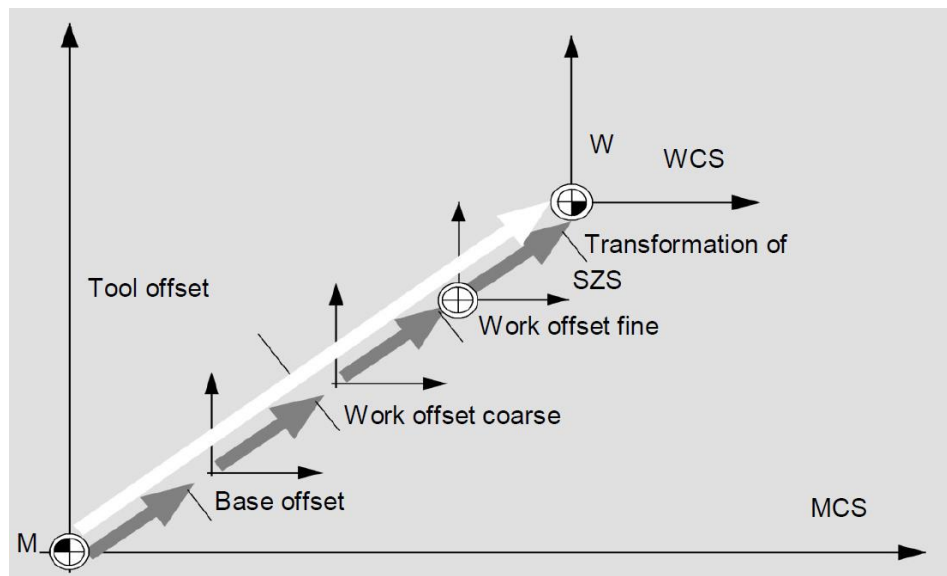 W
WCS
Transformation of
SZS
Tool offset
Work offset fine
Work offset coarse
Base offset
MCS
M